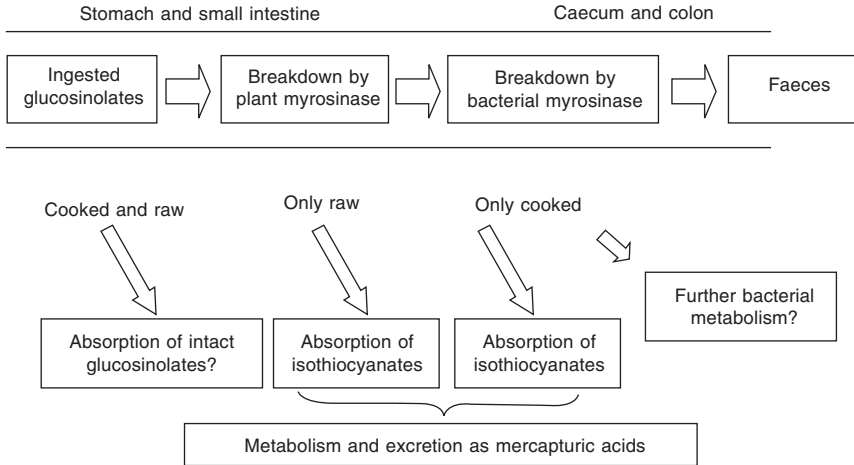 Stomach and small intestine
Caecum and colon
Ingested
glucosinolates
Breakdown by
plant myrosinase
Breakdown by
bacterial myrosinase
Faeces
Cooked and raw
Only raw
Only cooked
Further bacterial
metabolism?
Absorption of intact
glucosinolates?
Absorption of
isothiocyanates
Absorption of
isothiocyanates
Metabolism and excretion as mercapturic acids